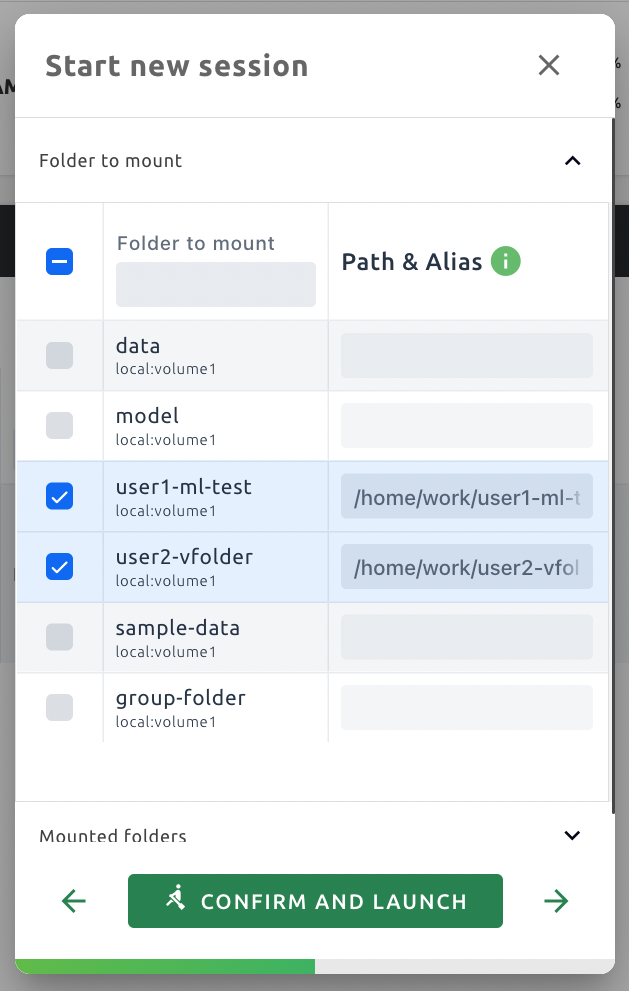 Start new session
Folder to mount
Folder to mount
Path & Alias
data
local:volume1
model
local:volume1
user1-ml-test
local:volume1
/home/work/user1-ml-t
user2-vfolder
local:volume1
/home/work/user2-vfol
sample-data
local:volume1
group-folder
local:volume1
Mounted folders
CONFIRM AND LAUNCH